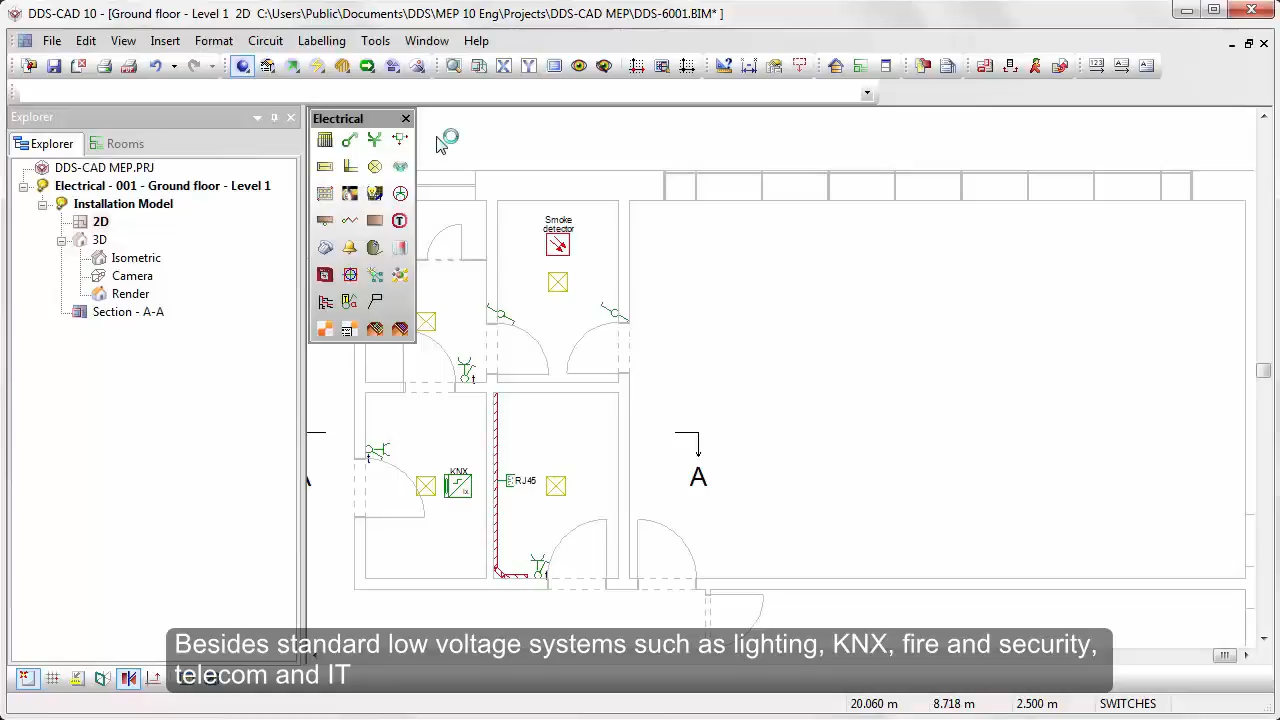 DDS-CAD 10 - [Ground floor - Level 1  2D  C:\Users\Public\Documents\DDS\MEP 10 Eng\Projects\DDS-CAD MEP\DDS-6001.BIM* ]
File Edit View Insert Format Circuit Labelling Tools Window Help
Explorer
Explorer Rooms
DDS-CAD MEP.PRJ
Electrical - 001 - Ground floor - Level 1
Installation Model
2D
3D
Isometric
Camera
Render
Section - A-A
Electrical
Smoke
detector
KNX
RJ45
t
t
A
Besides standard low voltage systems such as lighting, KNX, fire and security,
telecom and IT
20.060 m 8.718 m 2.500 m SWITCHES